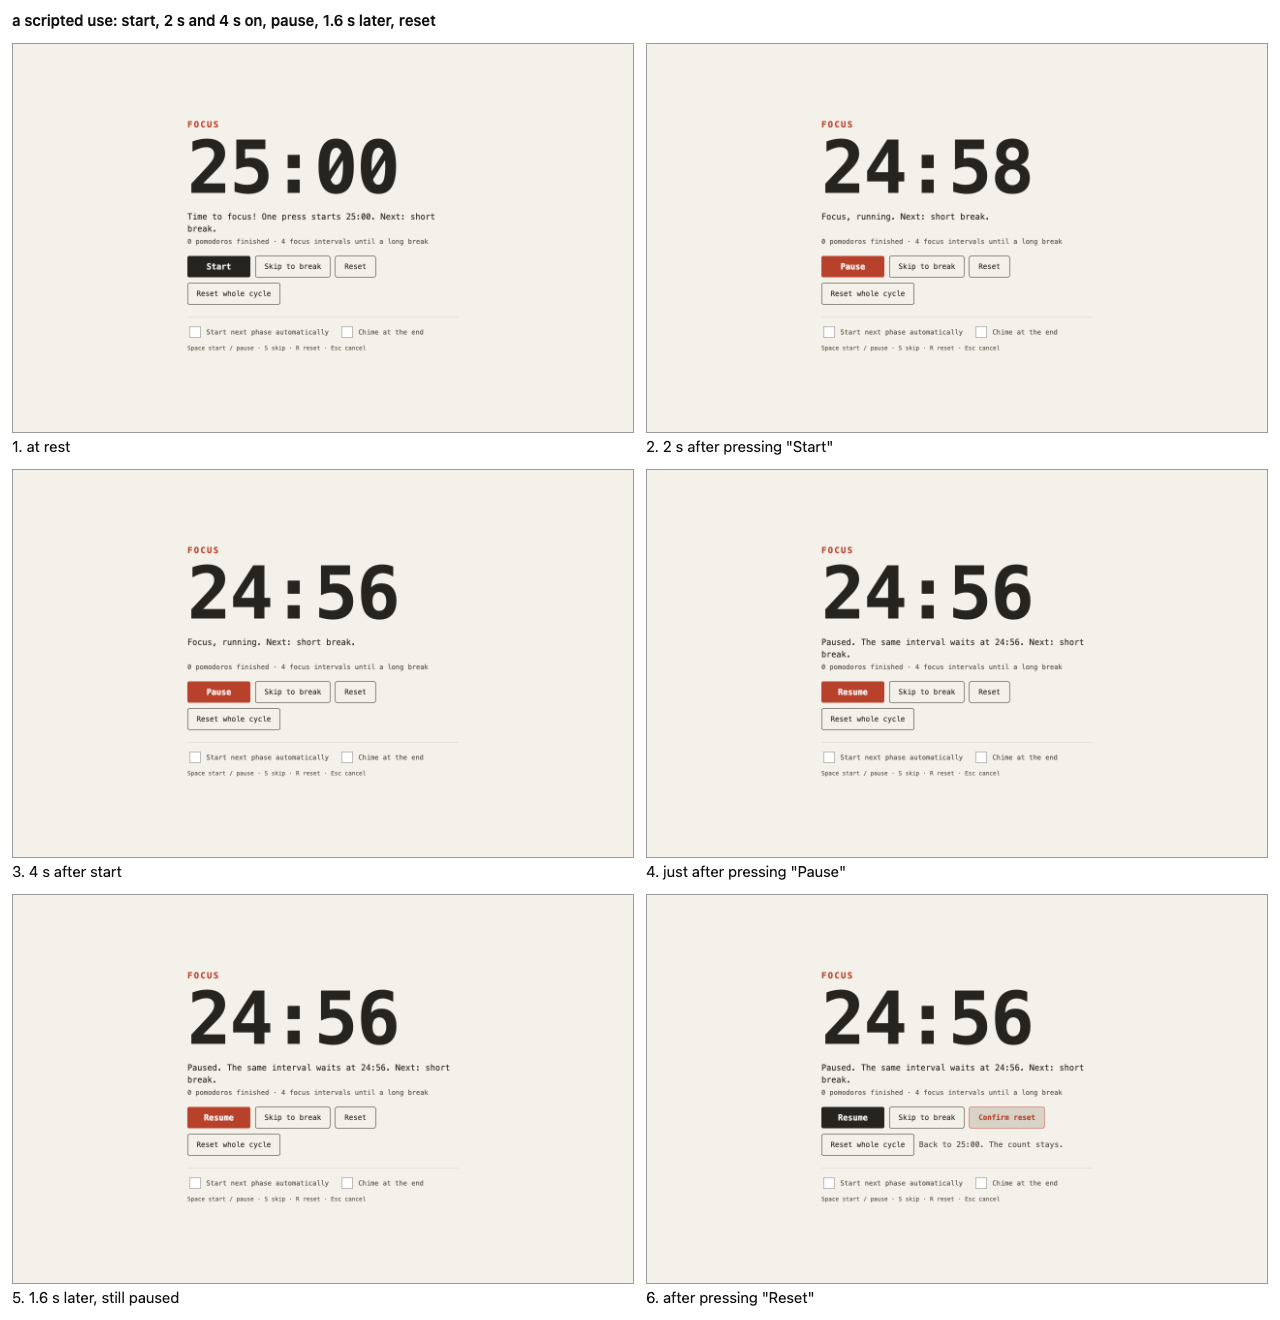 a scripted use: start, 2 s and 4 s on, pause, 1.6 s later, reset
FOCUS
25:00
Time to focus! One press starts 25:00. Next: short
break.
0 pomodoros finished · 4 focus intervals until a long break
Start
Skip to break
Reset
Reset whole cycle
Start next phase automatically
Chime at the end
Space start / pause · S skip · R reset · Esc cancel
1. at rest
FOCUS
24:58
Focus, running. Next: short break.
0 pomodoros finished · 4 focus intervals until a long break
Pause
Skip to break
Reset
Reset whole cycle
Start next phase automatically
Chime at the end
Space start / pause · S skip · R reset · Esc cancel
2. 2 s after pressing "Start"
FOCUS
24:56
Focus, running. Next: short break.
0 pomodoros finished · 4 focus intervals until a long break
Pause
Skip to break
Reset
Reset whole cycle
Start next phase automatically
Chime at the end
Space start / pause · S skip · R reset · Esc cancel
3. 4 s after start
FOCUS
24:56
Paused. The same interval waits at 24:56. Next: short
break.
0 pomodoros finished · 4 focus intervals until a long break
Resume
Skip to break
Reset
Reset whole cycle
Start next phase automatically
Chime at the end
Space start / pause · S skip · R reset · Esc cancel
4. just after pressing "Pause"
FOCUS
24:56
Paused. The same interval waits at 24:56. Next: short
break.
0 pomodoros finished · 4 focus intervals until a long break
Resume
Skip to break
Reset
Reset whole cycle
Start next phase automatically
Chime at the end
Space start / pause · S skip · R reset · Esc cancel
5. 1.6 s later, still paused
FOCUS
24:56
Paused. The same interval waits at 24:56. Next: short
break.
0 pomodoros finished · 4 focus intervals until a long break
Resume
Skip to break
Confirm reset
Reset whole cycle
Back to 25:00. The count stays.
Start next phase automatically
Chime at the end
Space start / pause · S skip · R reset · Esc cancel
6. after pressing "Reset"